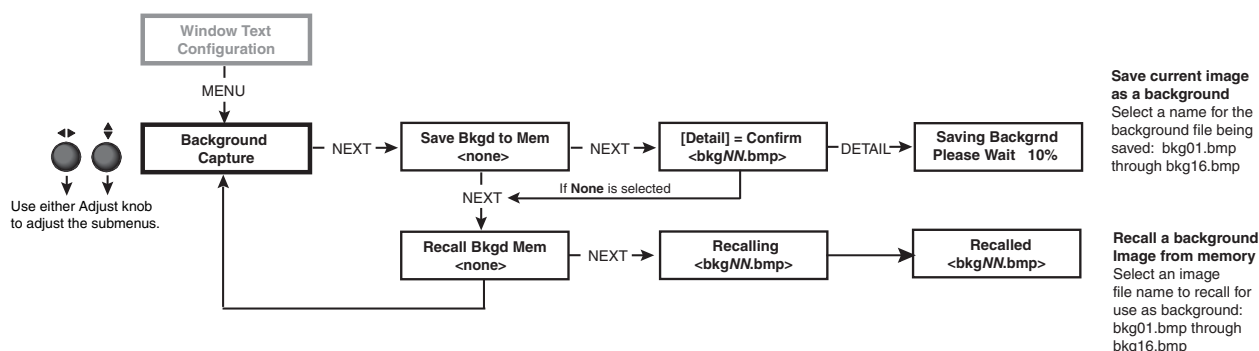 Window Text
Configuration
MENU
Background
Capture
NEXT
Save Bkgd to Mem
<none>
NEXT
[Detail] = Confirm
<bkgNN.bmp>
DETAIL
Saving Backgrnd
Please Wait 10%
If None is selected
NEXT
Recall Bkgd Mem
<none>
NEXT
Recalling
<bkgNN.bmp>
Recalled
<bkgNN.bmp>
Use either Adjust knob
to adjust the submenus.
Save current image
as a background
Select a name for the
background file being
saved: bkg01.bmp
through bkg16.bmp
Recall a background
Image from memory
Select an image
file name to recall for
use as background:
bkg01.bmp through
bkg16.bmp